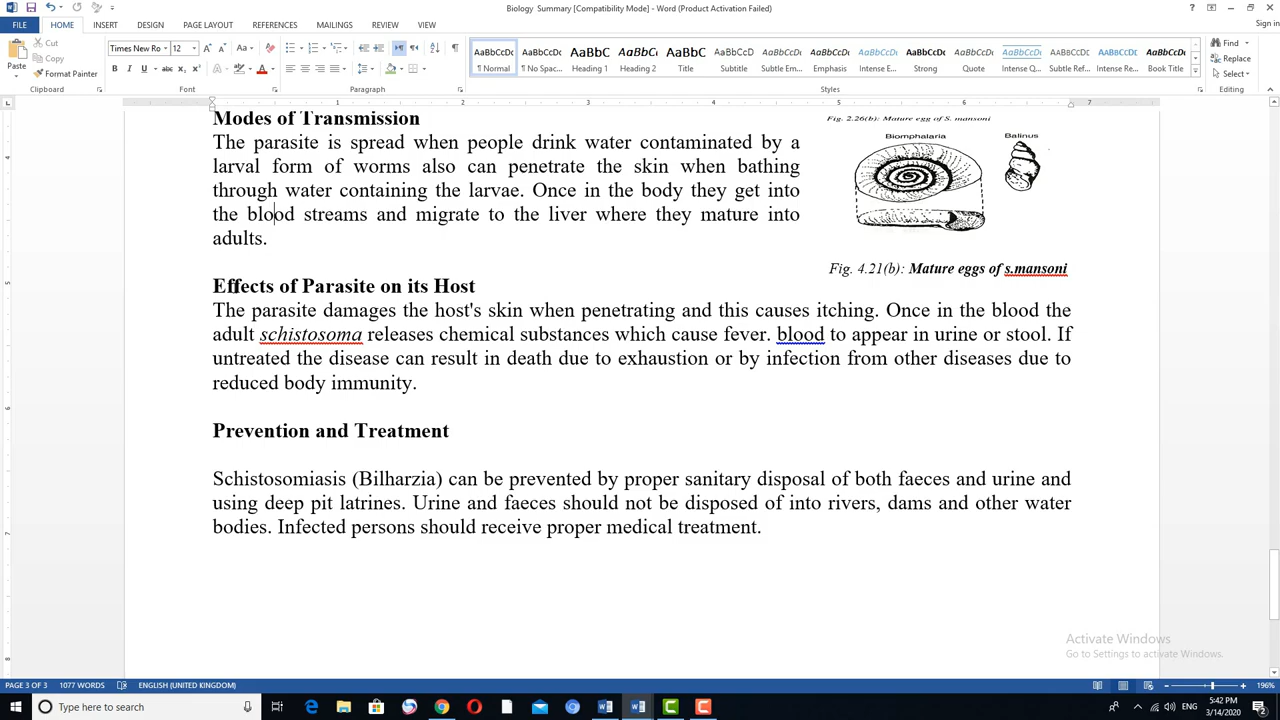 Biology Summary [Compatibility Mode] - Word (Product Activation Failed)
FILE HOME INSERT DESIGN PAGE LAYOUT REFERENCES MAILINGS REVIEW VIEW Sign in
Paste Cut Copy Format Painter
Times New Ro 12
AaBbCcDc AaBbCcDc AaBbC AaBbCc AaBbC AaBbCcD AaBbCcDc AaBbCcDc AaBbCcDc AaBbCcDc AaBbCcDc AaBbCcDc AaBbCcDc AaBbCcDc AaBbCcDc
¶ Normal ¶ No Spac... Heading 1 Heading 2 Title Subtitle Subtle Em... Emphasis Intense E... Strong Quote Intense Q... Subtle Ref... Intense Re... Book Title
Find Replace Select
Clipboard Font Paragraph Styles Editing
1 2 3 4 5 6 7
Modes of Transmission
The parasite is spread when people drink water contaminated by a
larval form of worms also can penetrate the skin when bathing
through water containing the larvae. Once in the body they get into
the blood streams and migrate to the liver where they mature into
adults.
Fig. 2.26(b): Mature egg of S. mansoni
Biomphalaria Balinus
Fig. 4.21(b): Mature eggs of s.mansoni
Effects of Parasite on its Host
The parasite damages the host's skin when penetrating and this causes itching. Once in the blood the
adult schistosoma releases chemical substances which cause fever. blood to appear in urine or stool. If
untreated the disease can result in death due to exhaustion or by infection from other diseases due to
reduced body immunity.
Prevention and Treatment
Schistosomiasis (Bilharzia) can be prevented by proper sanitary disposal of both faeces and urine and
using deep pit latrines. Urine and faeces should not be disposed of into rivers, dams and other water
bodies. Infected persons should receive proper medical treatment.
Activate Windows
Go to Settings to activate Windows.
PAGE 3 OF 3 1077 WORDS ENGLISH (UNITED KINGDOM) 196%
Type here to search
5:42 PM
3/14/2020